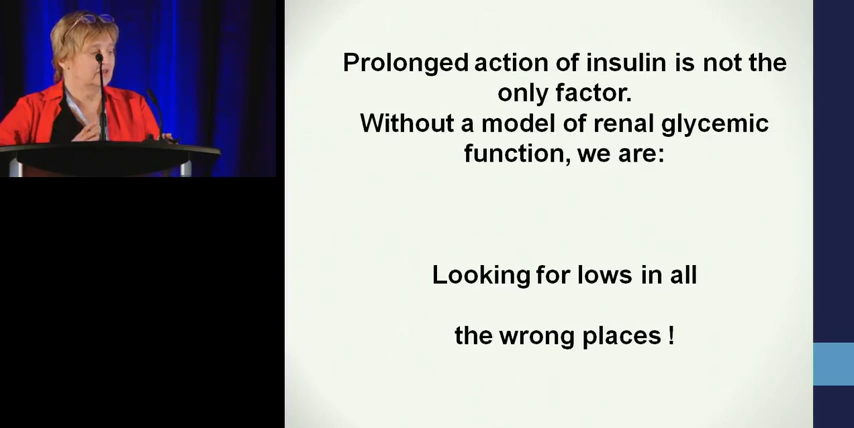 Prolonged action of insulin is not the
only factor.
Without a model of renal glycemic
function, we are:
Looking for lows in all
the wrong places !